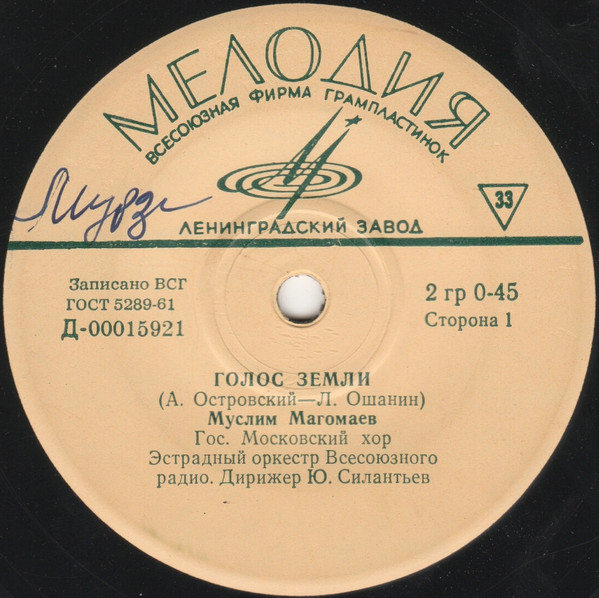 МЕЛОДИЯ
ВСЕСОЮЗНАЯ ФИРМА ГРАМПЛАСТИНОК
33
ЛЕНИНГРАДСКИЙ ЗАВОД
Записано ВСГ
ГОСТ 5289-61
Д-00015921
2 гр 0-45
Сторона 1
ГОЛОС ЗЕМЛИ
(А. Островский—Л. Ошанин)
Муслим Магомаев
Гос. Московский хор
Эстрадный оркестр Всесоюзного
радио. Дирижер Ю. Силантьев